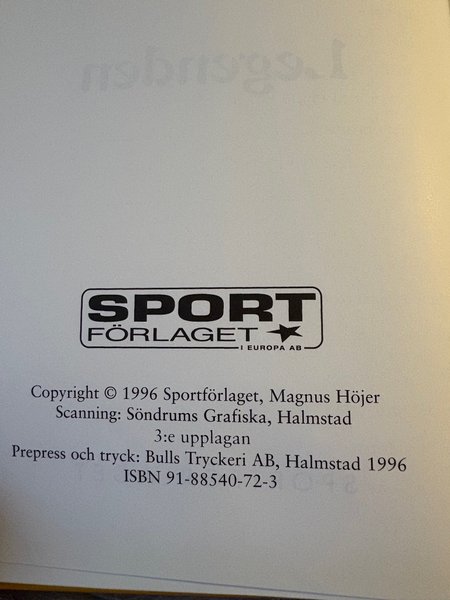 Legenden
SPORT
FÖRLAGET
I EUROPA AB
Copyright © 1996 Sportförlaget, Magnus Höjer
Scanning: Söndrums Grafiska, Halmstad
3:e upplagan
Prepress och tryck: Bulls Tryckeri AB, Halmstad 1996
ISBN 91-88540-72-3